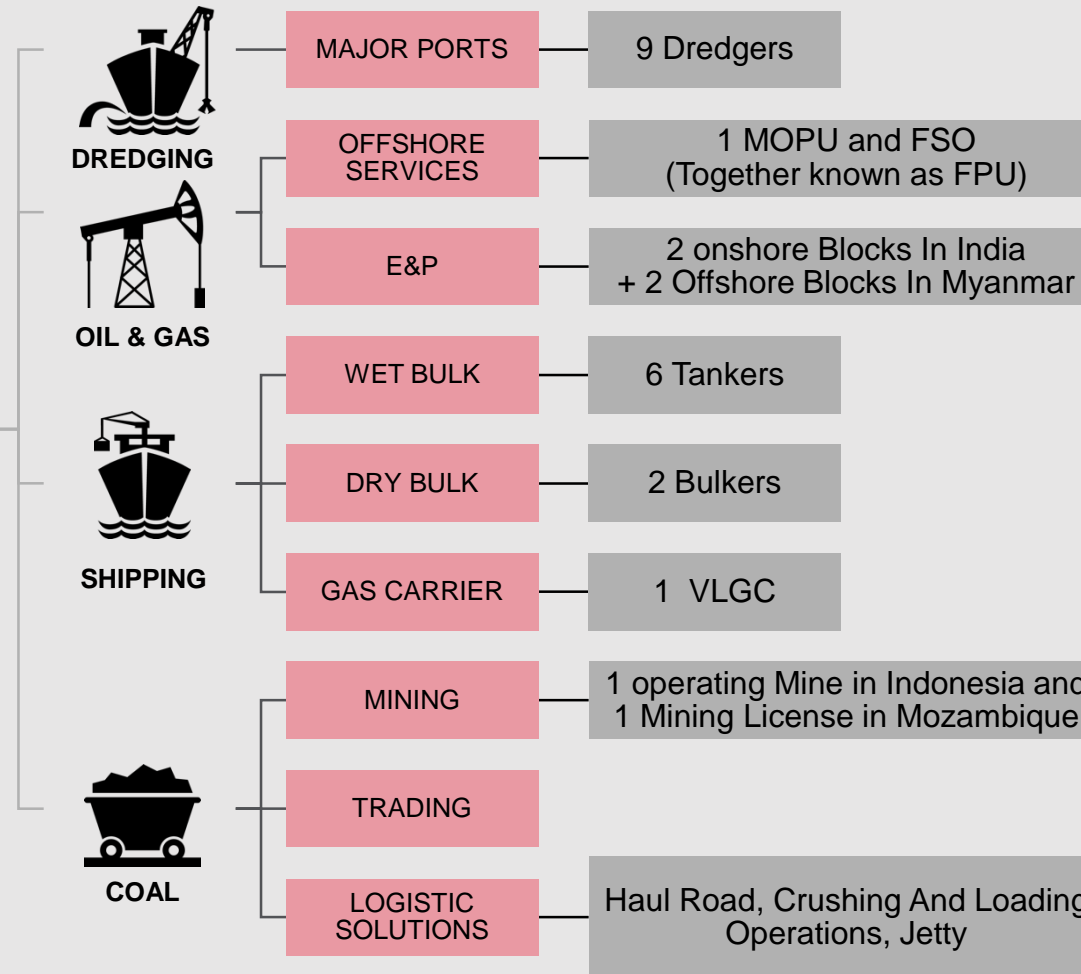 DREDGING
MAJOR PORTS
9 Dredgers
OIL & GAS
OFFSHORE
SERVICES
1 MOPU and FSO
(Together known as FPU)
E&P
2 onshore Blocks In India
+ 2 Offshore Blocks In Myanmar
SHIPPING
WET BULK
6 Tankers
DRY BULK
2 Bulkers
GAS CARRIER
1 VLGC
COAL
MINING
1 operating Mine in Indonesia and
1 Mining License in Mozambique
TRADING
LOGISTIC
SOLUTIONS
Haul Road, Crushing And Loading
Operations, Jetty